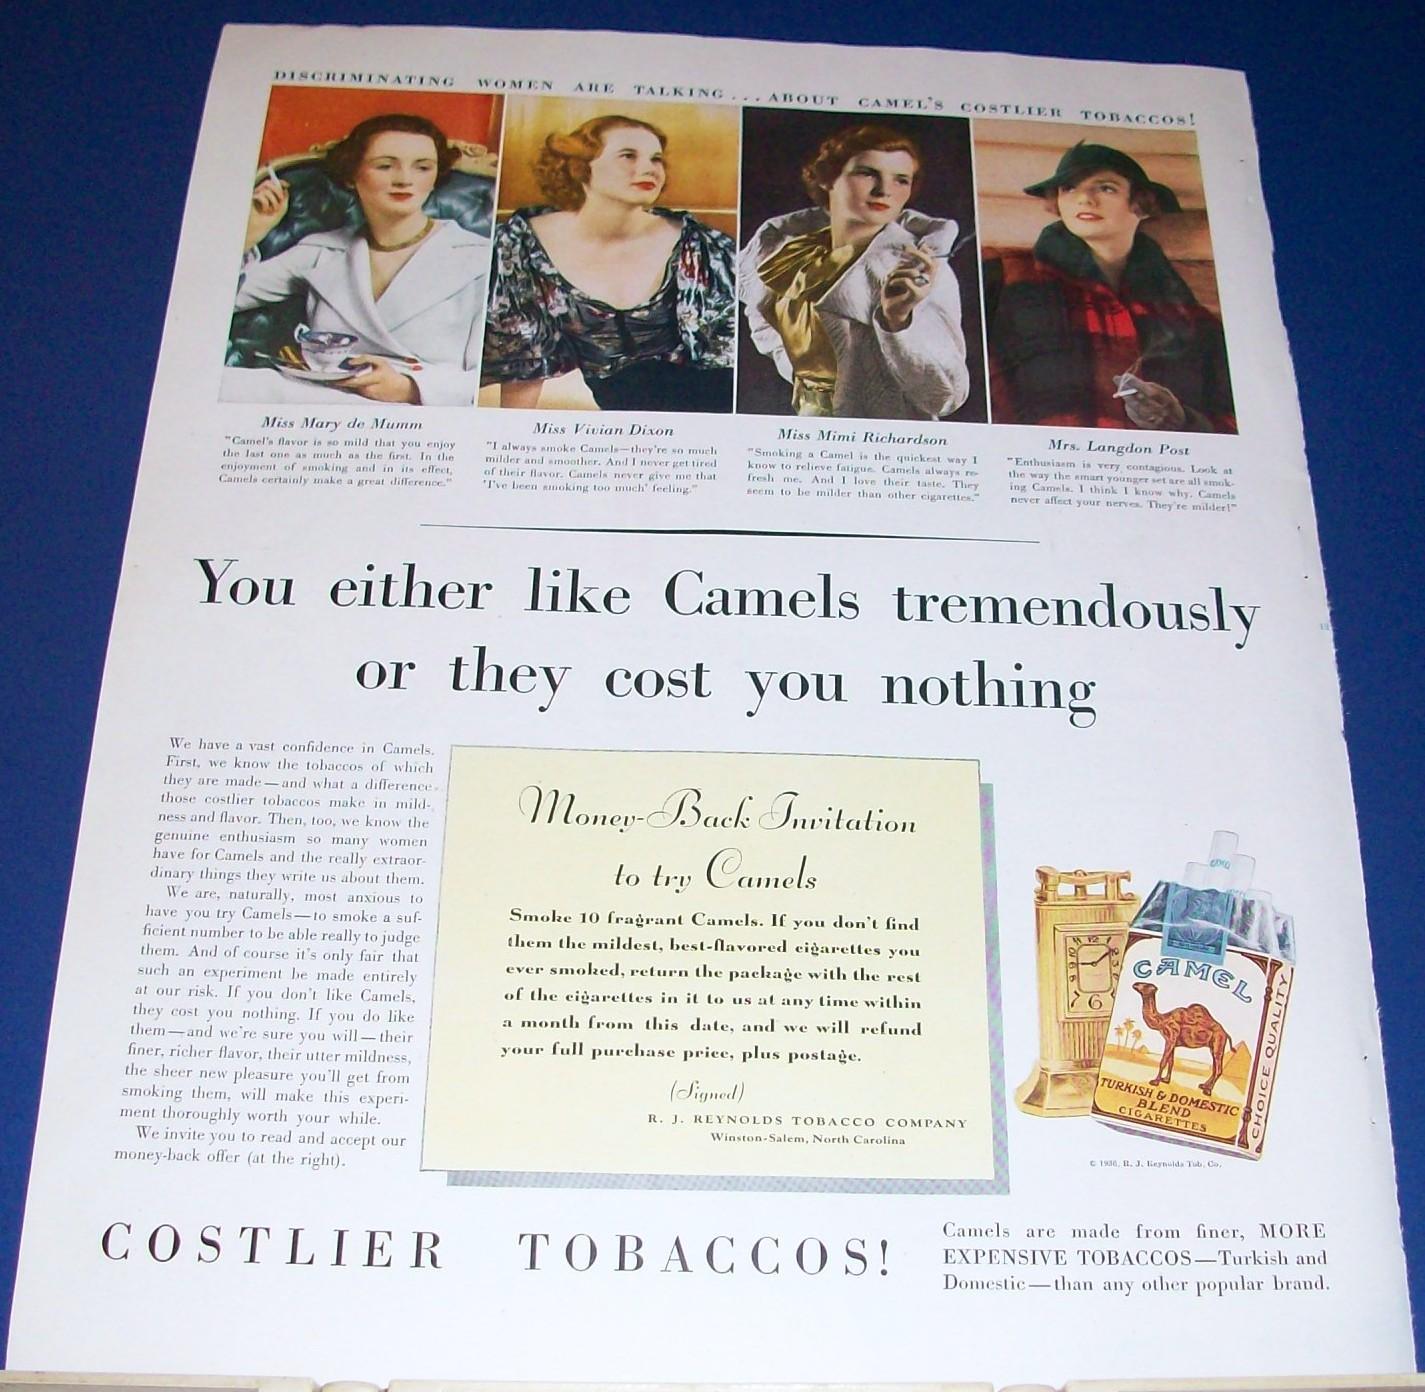 DISCRIMINATING WOMEN ARE TALKING... ABOUT CAMEL'S COSTLIER TOBACCOS!
Miss Mary de Mumm
"Camel's flavor is so mild that you enjoy
the last one as much as the first. In the
enjoyment of smoking and in its effect,
Camels certainly make a great difference."
Miss Vivian Dixon
"I always smoke Camels—they're so much
milder and smoother. And I never get tired
of their flavor. Camels never give me that
'I've been smoking too much' feeling."
Miss Mimi Richardson
"Smoking a Camel is the quickest way I
know to relieve fatigue. Camels always re-
fresh me. And I love their taste. They
seem to be milder than other cigarettes."
Mrs. Langdon Post
"Enthusiasm is very contagious. Look at
the way the smart younger set are all smok-
ing Camels. I think I know why. Camels
never affect your nerves. They're milder!"
You either like Camels tremendously
or they cost you nothing
We have a vast confidence in Camels.
First, we know the tobaccos of which
they are made—and what a difference
those costlier tobaccos make in mild-
ness and flavor. Then, too, we know the
genuine enthusiasm so many women
have for Camels and the really extraor-
dinary things they write us about them.
We are, naturally, most anxious to
have you try Camels—to smoke a suf-
ficient number to be able really to judge
them. And of course it's only fair that
such an experiment be made entirely
at our risk. If you don't like Camels,
they cost you nothing. If you do like
them—and we're sure you will—their
finer, richer flavor, their utter mildness,
the sheer new pleasure you'll get from
smoking them, will make this experi-
ment thoroughly worth your while.
We invite you to read and accept our
money-back offer (at the right).
Money-Back Invitation
to try Camels
Smoke 10 fragrant Camels. If you don't find
them the mildest, best-flavored cigarettes you
ever smoked, return the package with the rest
of the cigarettes in it to us at any time within
a month from this date, and we will refund
your full purchase price, plus postage.
(Signed)
R. J. REYNOLDS TOBACCO COMPANY
Winston-Salem, North Carolina
12
9
6
CAMEL
TURKISH & DOMESTIC
BLEND
CIGARETTES
CHOICE QUALITY
© 1936, R. J. Reynolds Tob. Co.
COSTLIER TOBACCOS!
Camels are made from finer, MORE
EXPENSIVE TOBACCOS—Turkish and
Domestic—than any other popular brand.